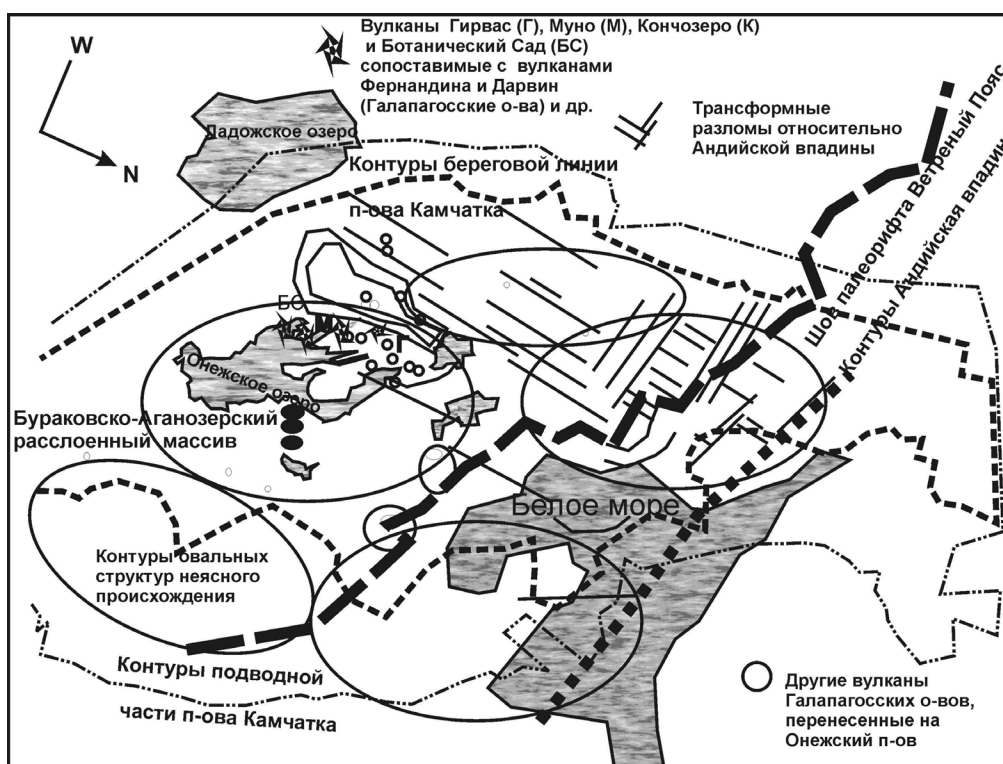 W
N
Вулканы Гирвас (Г), Муно (М), Кончозеро (К)
и Ботанический Сад (БС)
сопоставимые с вулканами
Фернандина и Дарвин
(Галапагосские о-ва) и др.
Трансформные
разломы относительно
Андийской впадины
Ладожское озеро
Контуры береговой линии
п-ова Камчатка
Шов палеорифта Ветреный Пояс
Контуры Андийская впадин
БС
М
Г
Онежское озеро
Бураковско-Аганозерский
расслоенный массив
Белое море
Контуры овальных
структур неясного
происхождения
Контуры подводной
части п-ова Камчатка
Другие вулканы
Галапагосских о-вов,
перенесенные на
Онежский п-ов